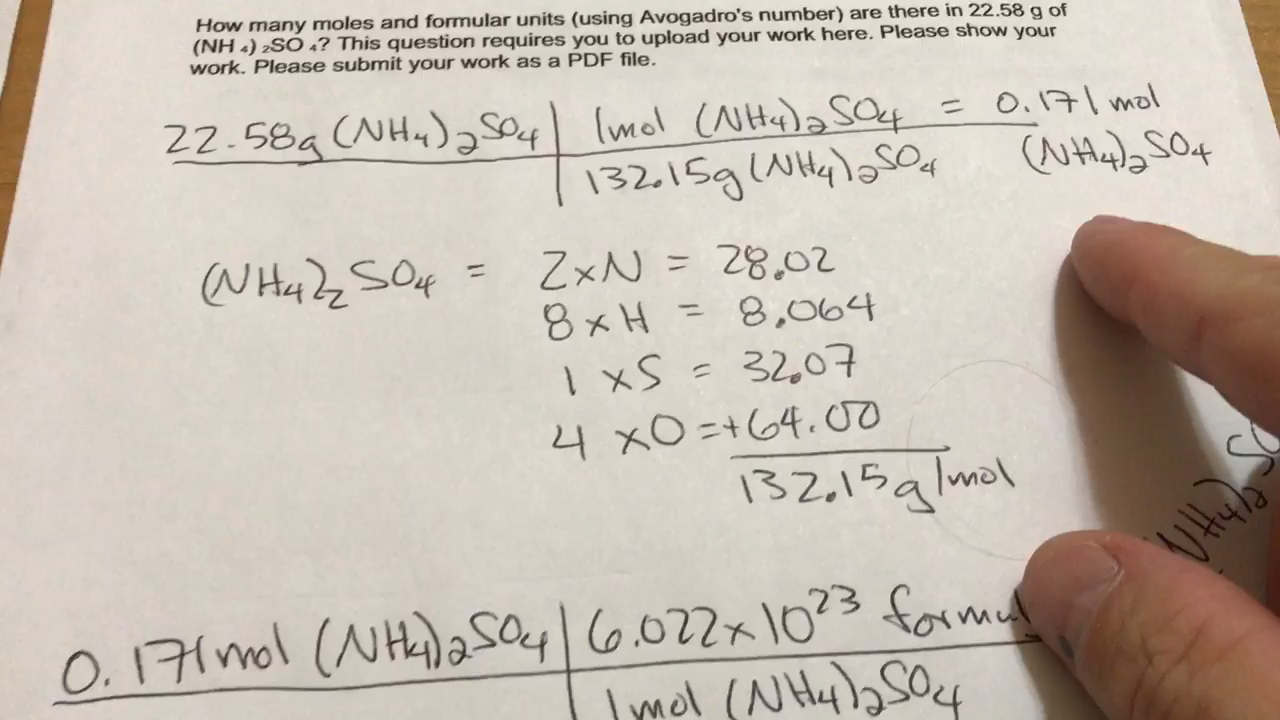 How many moles and formular units (using Avogadro's number) are there in 22.58 g of
(NH 4) 2SO 4? This question requires you to upload your work here. Please show your
work. Please submit your work as a PDF file.
22.58g (NH4)2SO4 | 1mol (NH4)2SO4 = 0.171 mol
132.15g (NH4)2SO4 (NH4)2SO4
(NH4)2SO4 = 2xN = 28.02
8 x H = 8.064
1 x S = 32.07
4 x O = +64.00
132.15g/mol
0.171mol (NH4)2SO4 | 6.022x10^23
1mol (NH4)2SO4